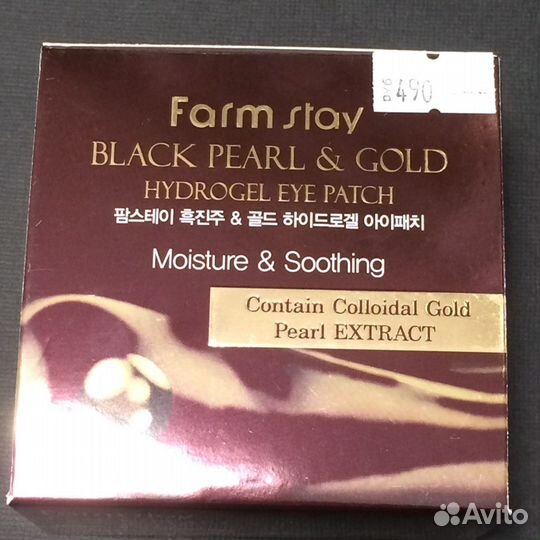 490
Farm stay
BLACK PEARL & GOLD
HYDROGEL EYE PATCH
팜스테이 흑진주 & 골드 하이드로겔 아이패치
Moisture & Soothing
Contain Colloidal Gold
Pearl EXTRACT
Avito